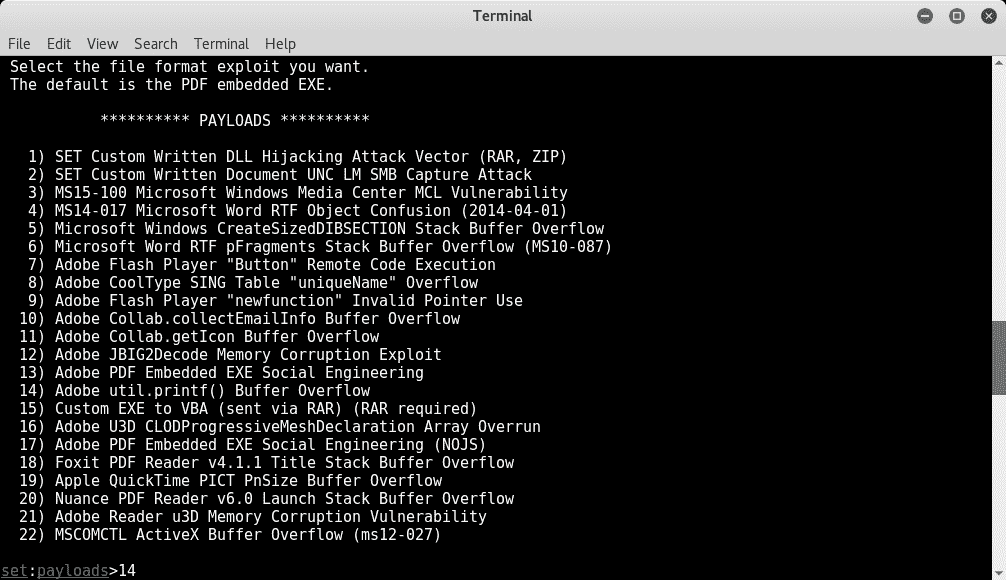 Terminal
File Edit View Search Terminal Help
Select the file format exploit you want.
The default is the PDF embedded EXE.
********** PAYLOADS **********
1) SET Custom Written DLL Hijacking Attack Vector (RAR, ZIP)
2) SET Custom Written Document UNC LM SMB Capture Attack
3) MS15-100 Microsoft Windows Media Center MCL Vulnerability
4) MS14-017 Microsoft Word RTF Object Confusion (2014-04-01)
5) Microsoft Windows CreateSizedDIBSECTION Stack Buffer Overflow
6) Microsoft Word RTF pFragments Stack Buffer Overflow (MS10-087)
7) Adobe Flash Player "Button" Remote Code Execution
8) Adobe CoolType SING Table "uniqueName" Overflow
9) Adobe Flash Player "newfunction" Invalid Pointer Use
10) Adobe Collab.collectEmailInfo Buffer Overflow
11) Adobe Collab.getIcon Buffer Overflow
12) Adobe JBIG2Decode Memory Corruption Exploit
13) Adobe PDF Embedded EXE Social Engineering
14) Adobe util.printf() Buffer Overflow
15) Custom EXE to VBA (sent via RAR) (RAR required)
16) Adobe U3D CLODProgressiveMeshDeclaration Array Overrun
17) Adobe PDF Embedded EXE Social Engineering (NOJS)
18) Foxit PDF Reader v4.1.1 Title Stack Buffer Overflow
19) Apple QuickTime PICT PnSize Buffer Overflow
20) Nuance PDF Reader v6.0 Launch Stack Buffer Overflow
21) Adobe Reader u3D Memory Corruption Vulnerability
22) MSCOMCTL ActiveX Buffer Overflow (ms12-027)
set:payloads>14